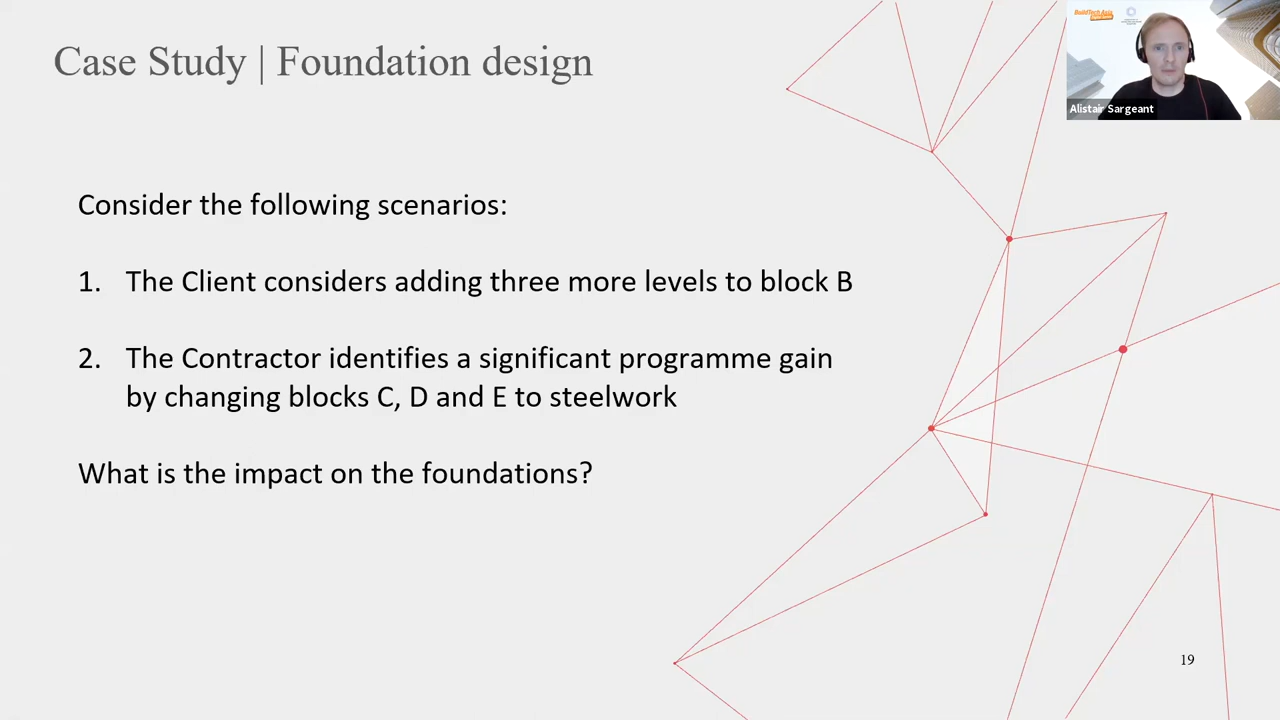 Case Study | Foundation design
BuildTech Asia
Alistair Sargeant
Consider the following scenarios:
1. The Client considers adding three more levels to block B
2. The Contractor identifies a significant programme gain
by changing blocks C, D and E to steelwork
What is the impact on the foundations?
19